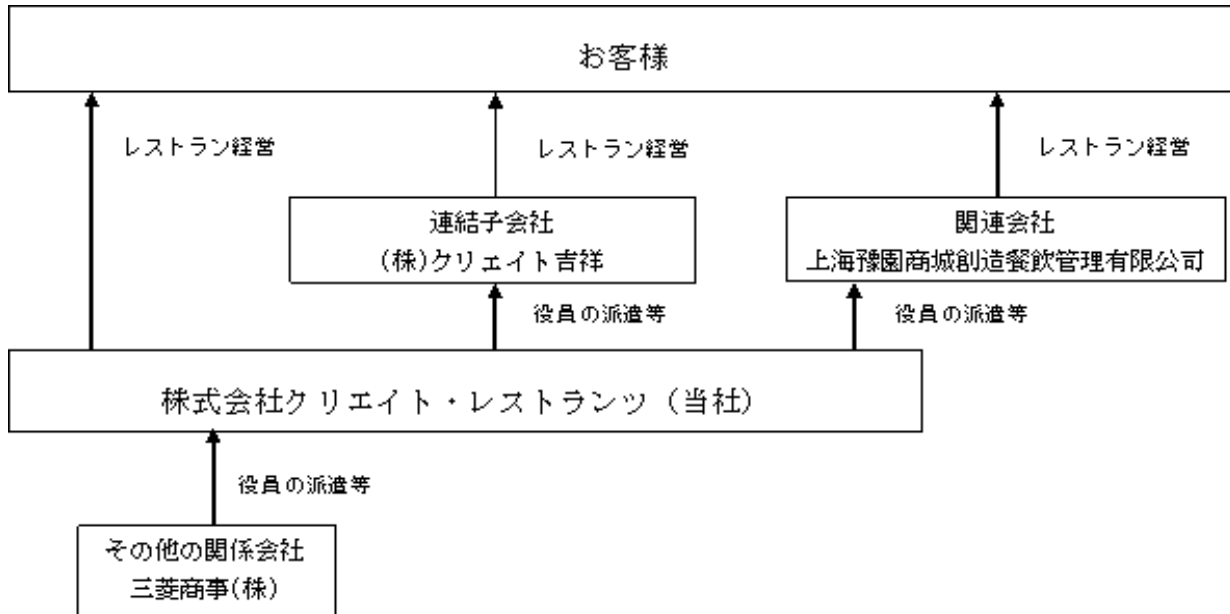 お客様
レストラン経営
レストラン経営
レストラン経営
連結子会社
(株)クリエイト吉祥
関連会社
上海豫園商城創造餐飲管理有限公司
役員の派遣等
役員の派遣等
株式会社クリエイト・レストランツ（当社）
役員の派遣等
その他の関係会社
三菱商事(株)